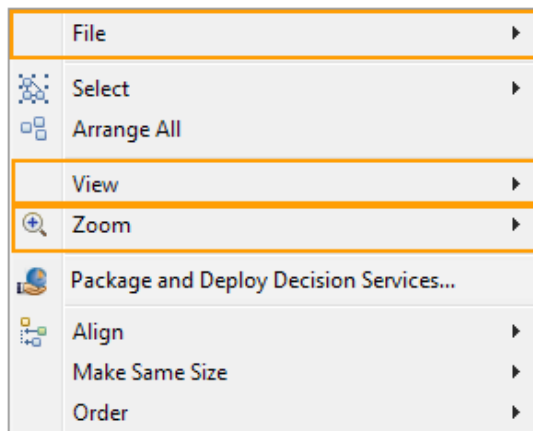 File
Select
Arrange All
View
Zoom
Package and Deploy Decision Services...
Align
Make Same Size
Order